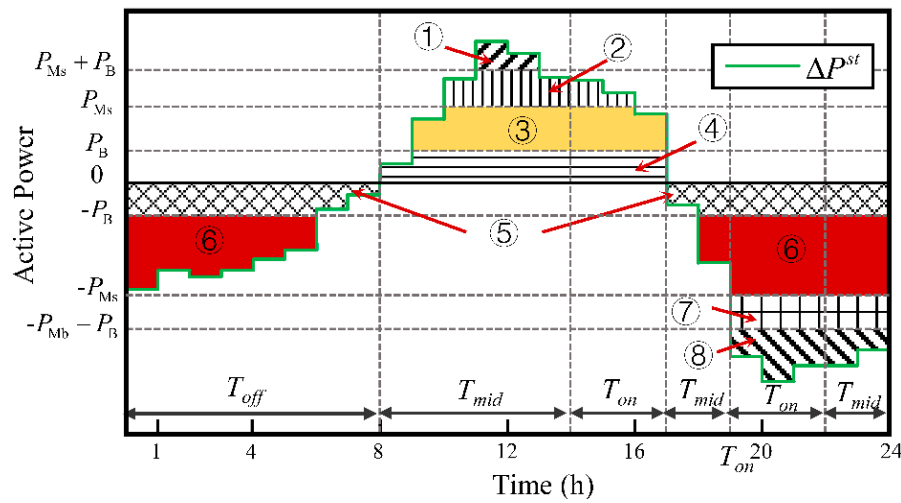 Active Power
P_Ms + P_B
P_Ms
P_B
0
-P_B
-P_Ms
-P_Mb − P_B
ΔP^st
①
②
③
④
⑤
⑥
⑥
⑦
⑧
T_off
T_mid
T_on
T_mid
T_on
T_mid
T_on
1 4 8 12 16 20 24
Time (h)